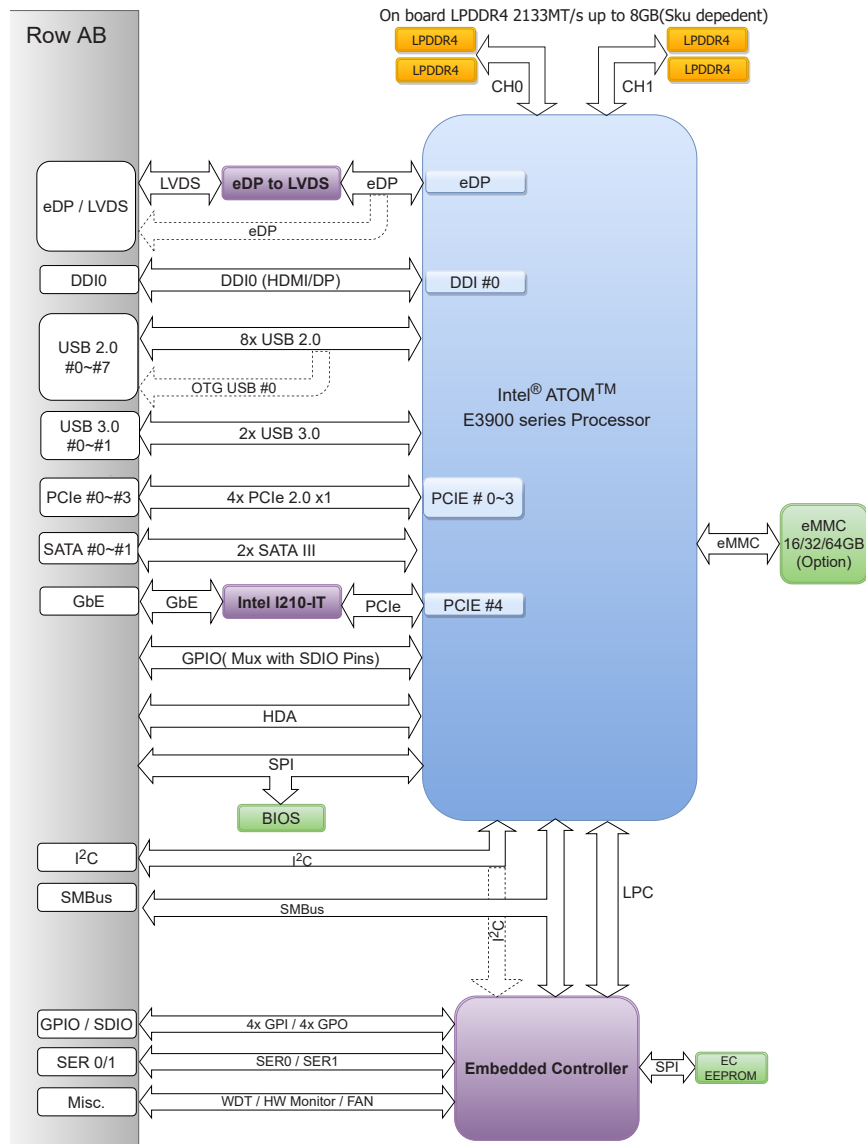 On board LPDDR4 2133MT/s up to 8GB(Sku depedent)
Row AB
LPDDR4
LPDDR4
CH0
LPDDR4
LPDDR4
CH1
eDP / LVDS
LVDS
eDP to LVDS
eDP
eDP
eDP
DDI0
DDI0 (HDMI/DP)
DDI #0
USB 2.0
#0~#7
8x USB 2.0
OTG USB #0
Intel® ATOM™
E3900 series Processor
USB 3.0
#0~#1
2x USB 3.0
PCIe #0~#3
4x PCIe 2.0 x1
PCIE # 0~3
SATA #0~#1
2x SATA III
eMMC
eMMC
16/32/64GB
(Option)
GbE
GbE
Intel I210-IT
PCIe
PCIE #4
GPIO( Mux with SDIO Pins)
HDA
SPI
BIOS
I²C
I²C
SMBus
SMBus
I²C
LPC
GPIO / SDIO
4x GPI / 4x GPO
SER 0/1
SER0 / SER1
Embedded Controller
SPI
EC
EEPROM
Misc.
WDT / HW Monitor / FAN